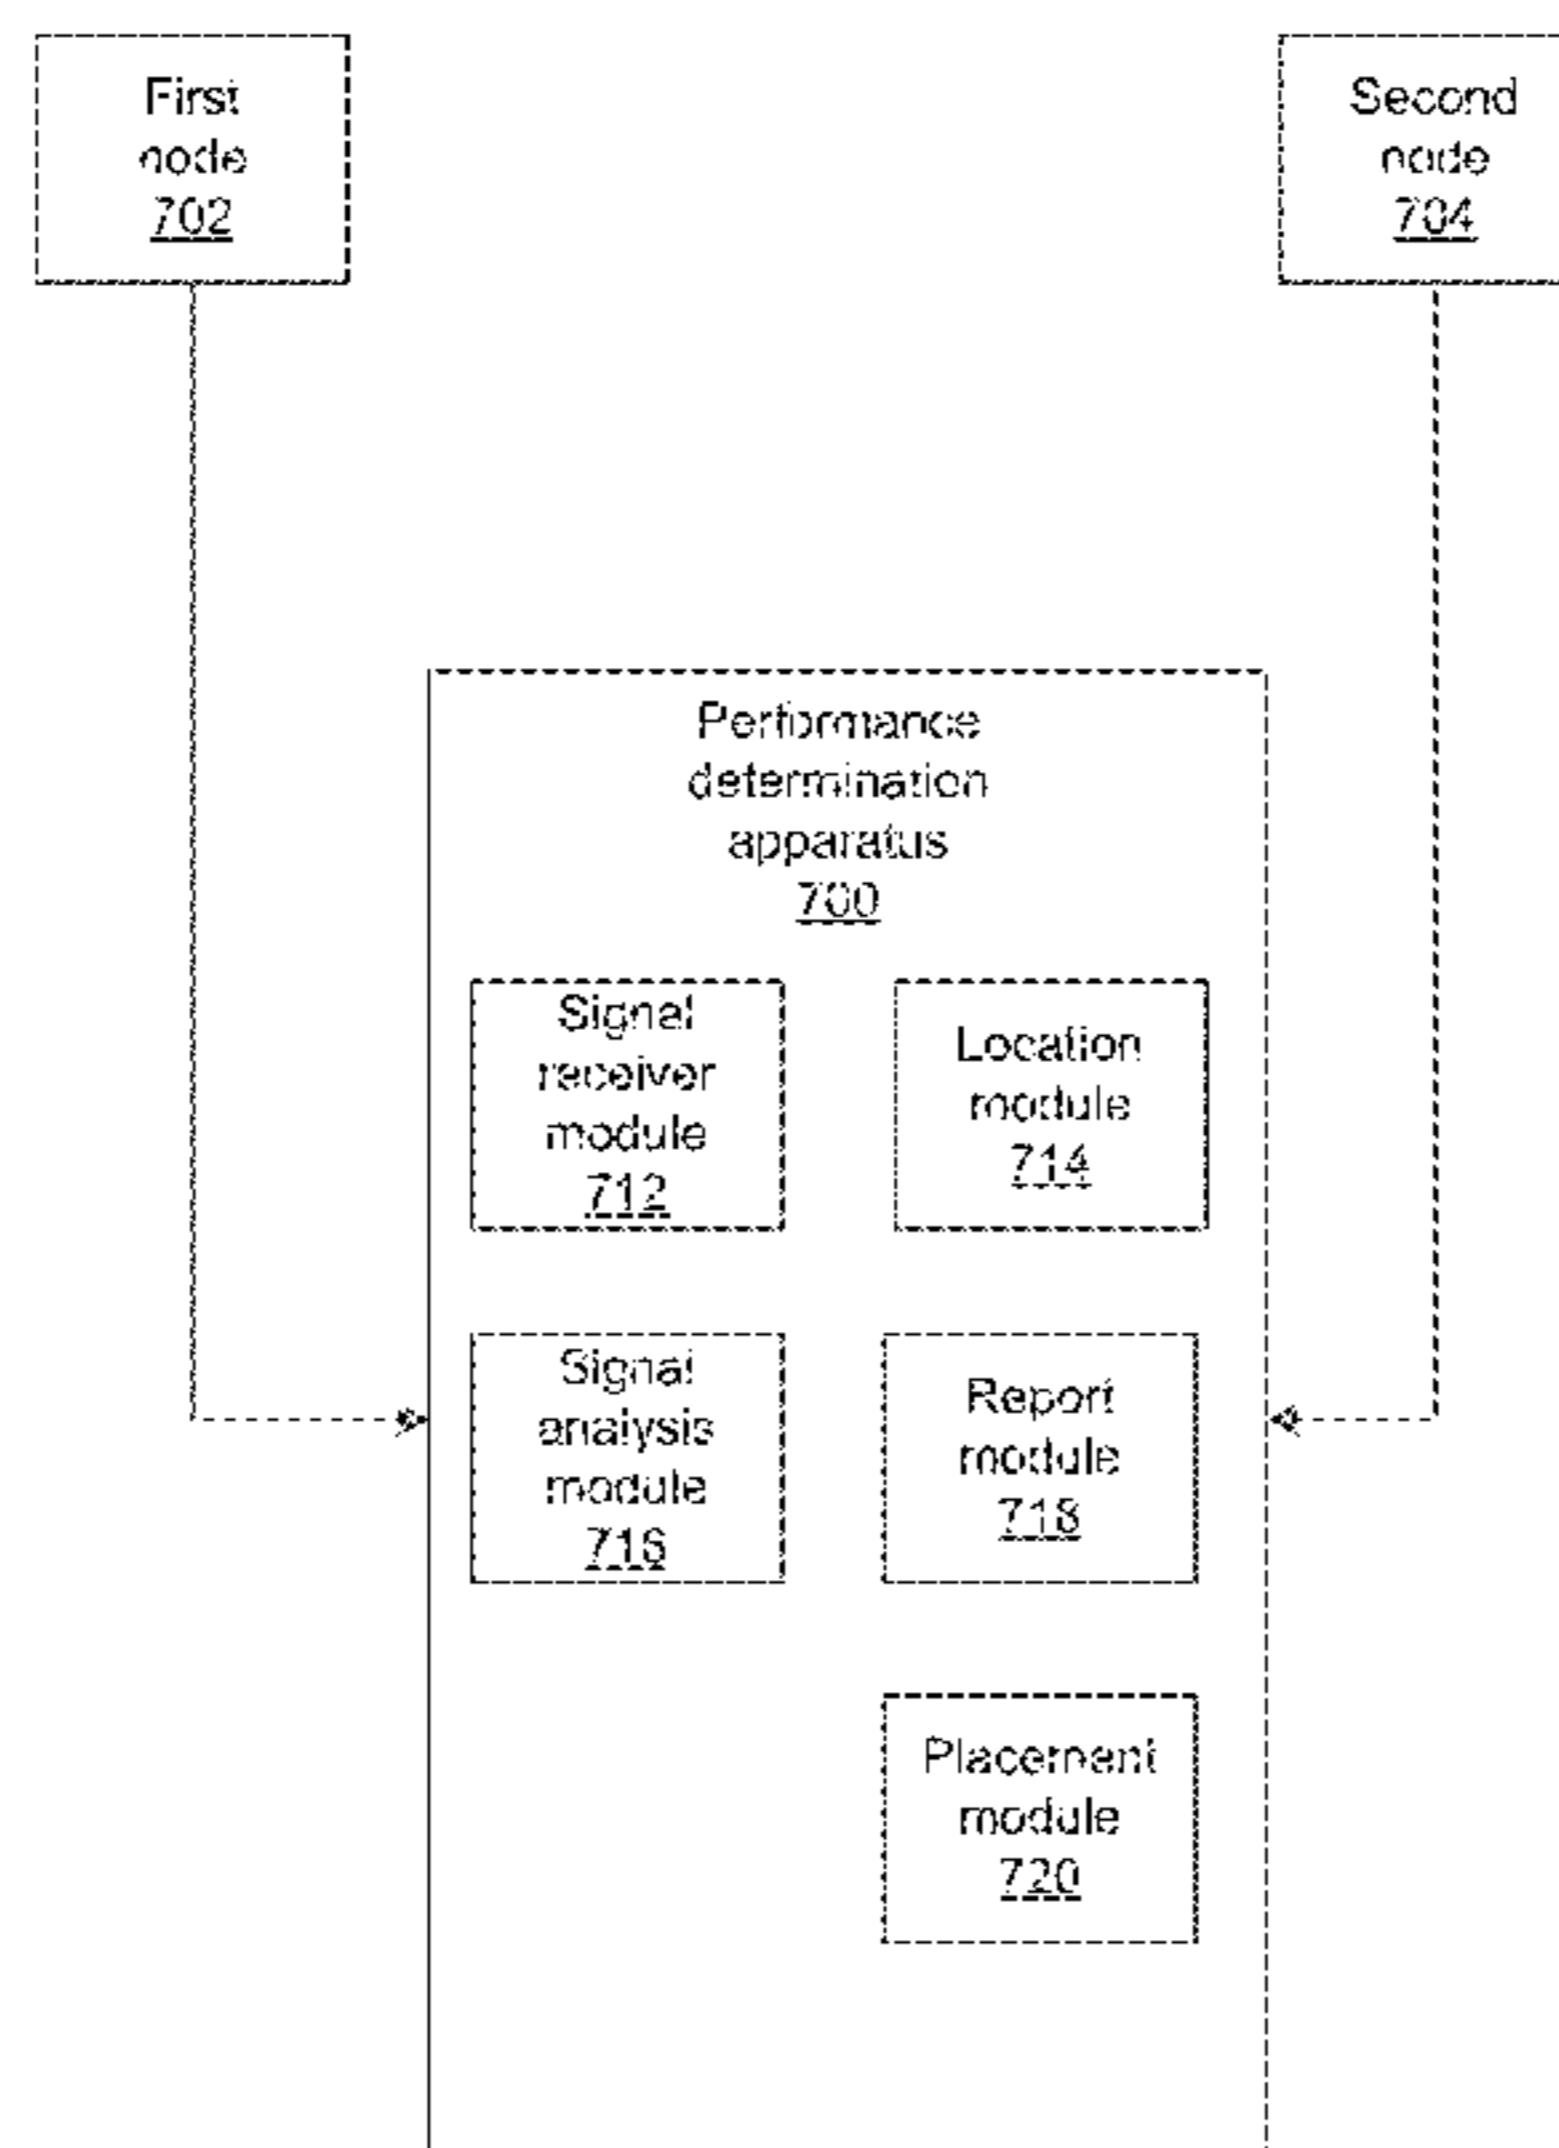 First
node
702
Second
node
704
Performance
determination
apparatus
700
Signal
receiver
module
712
Location
module
714
Signal
analysis
module
716
Report
module
718
Placement
module
720